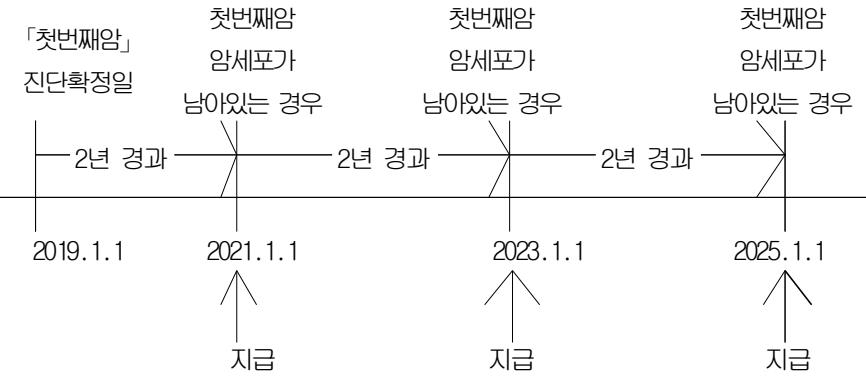 「첫번째암」
진단확정일
첫번째암
암세포가
남아있는 경우
첫번째암
암세포가
남아있는 경우
첫번째암
암세포가
남아있는 경우
2년 경과
2년 경과
2년 경과
2019.1.1
2021.1.1
2023.1.1
2025.1.1
지급
지급
지급